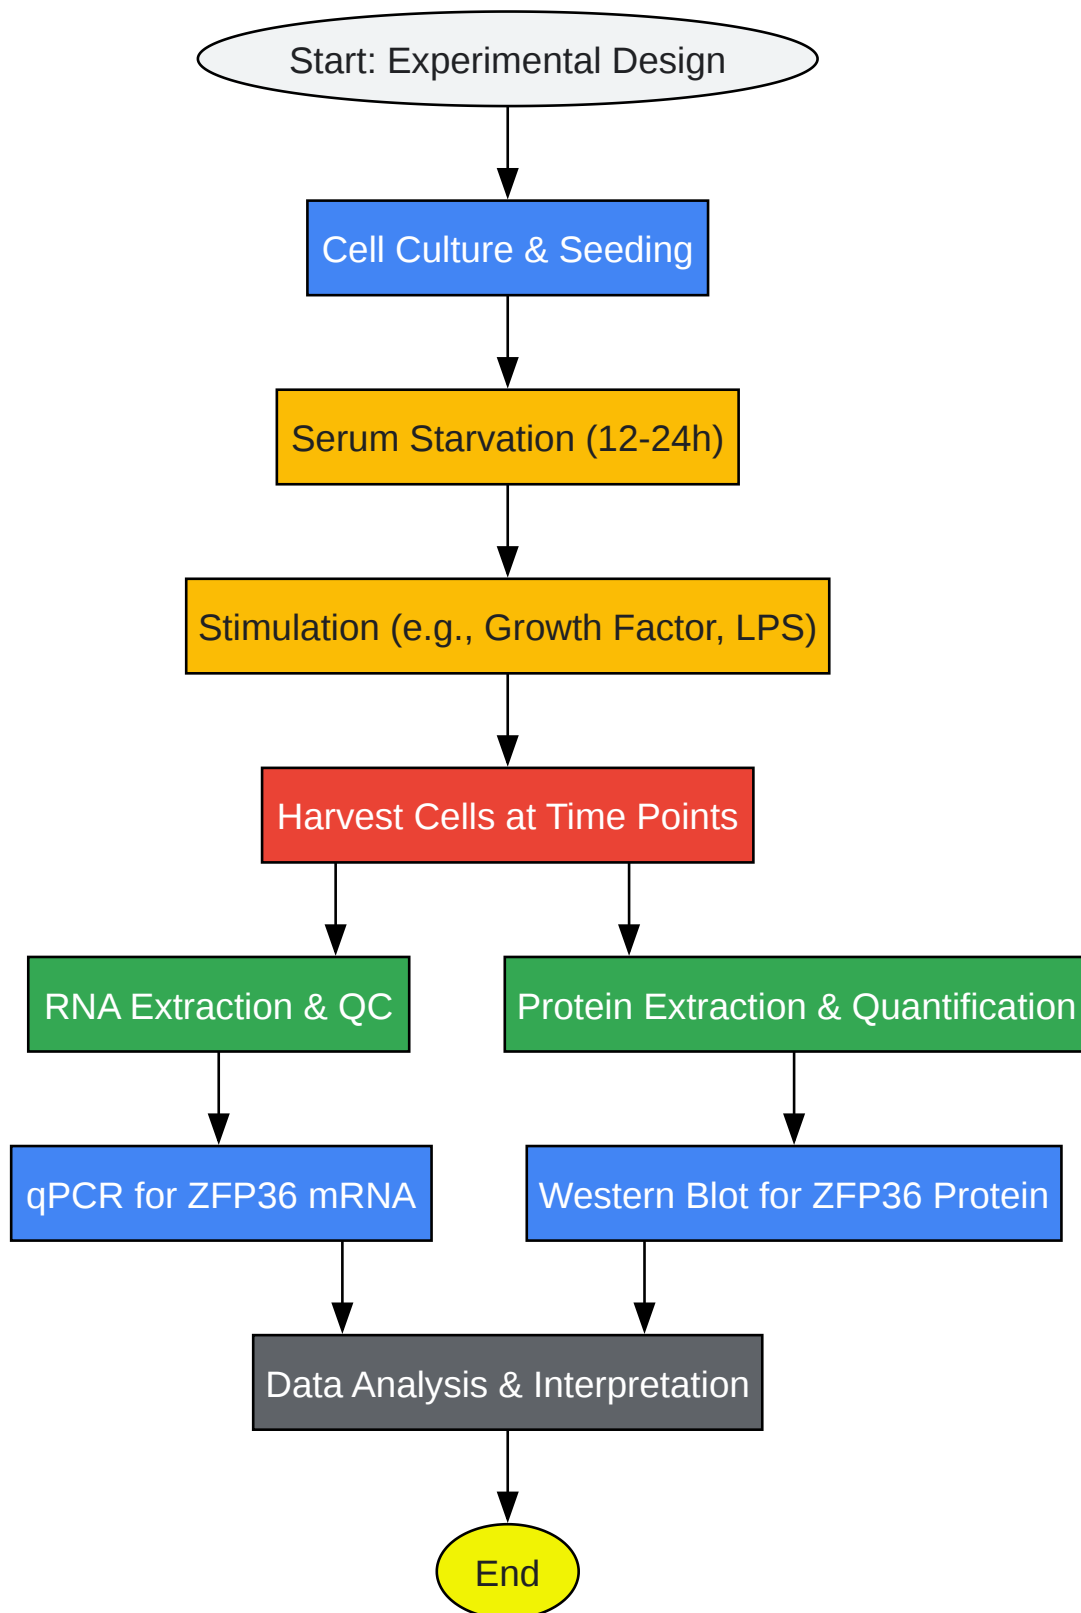 Start: Experimental Design
Cell Culture & Seeding
Serum Starvation (12-24h)
Stimulation (e.g., Growth Factor, LPS)
Harvest Cells at Time Points
RNA Extraction & QC
Protein Extraction & Quantification
qPCR for ZFP36 mRNA
Western Blot for ZFP36 Protein
Data Analysis & Interpretation
End